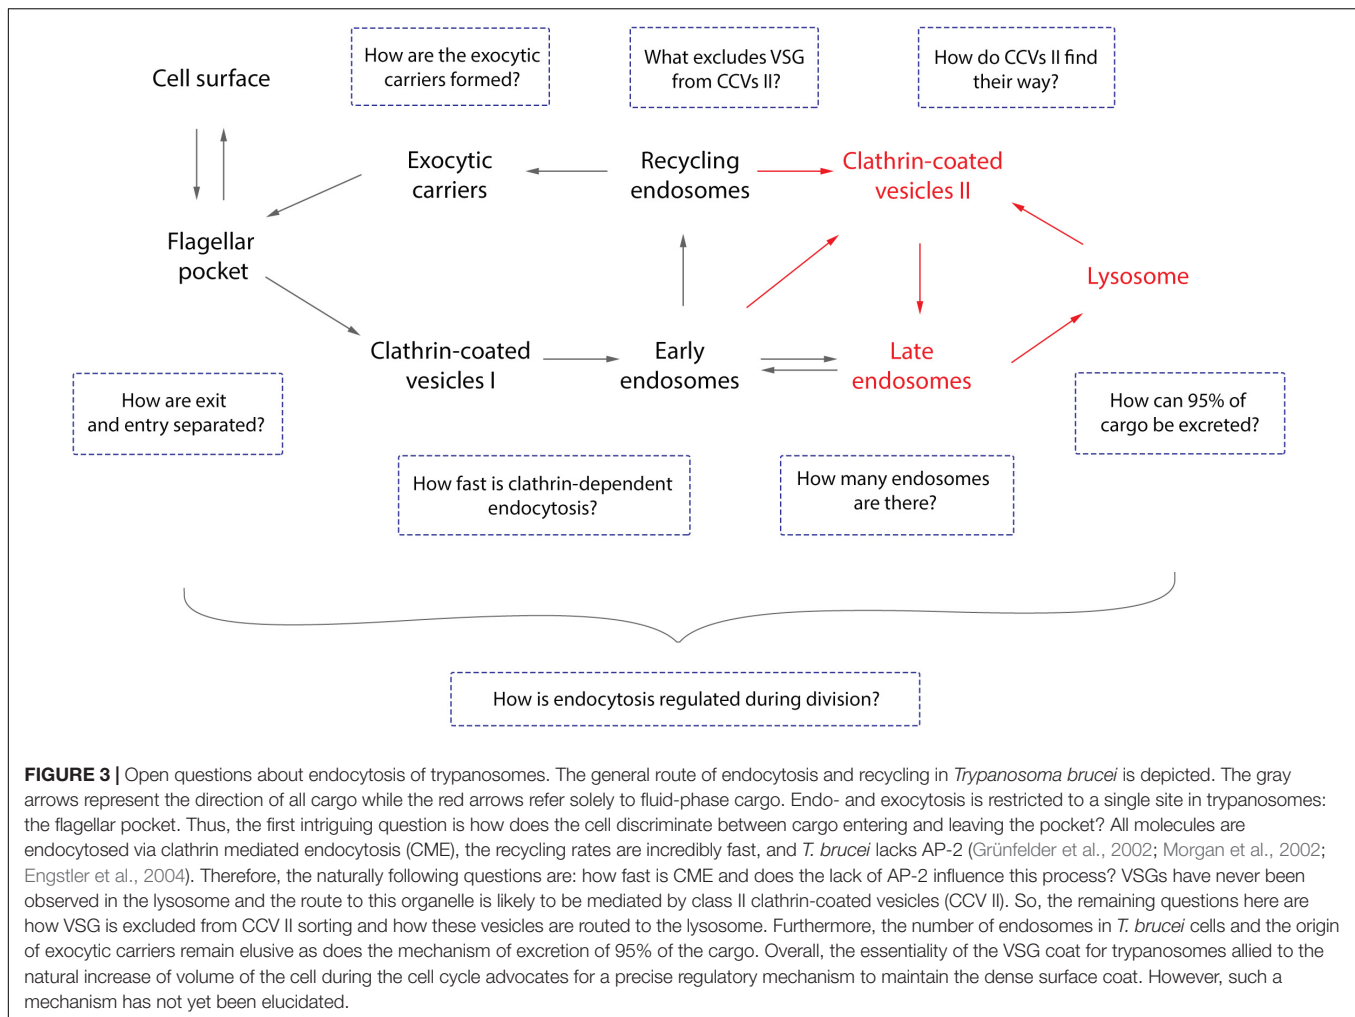 How are the exocytic
carriers formed?
What excludes VSG
from CCVs II?
How do CCVs II find
their way?
Cell surface
Exocytic
carriers
Recycling
endosomes
Clathrin-coated
vesicles II
Flagellar
pocket
Lysosome
Clathrin-coated
vesicles I
Early
endosomes
Late
endosomes
How are exit
and entry separated?
How can 95% of
cargo be excreted?
How fast is clathrin-dependent
endocytosis?
How many endosomes
are there?
How is endocytosis regulated during division?
FIGURE 3 | Open questions about endocytosis of trypanosomes. The general route of endocytosis and recycling in Trypanosoma brucei is depicted. The gray
arrows represent the direction of all cargo while the red arrows refer solely to fluid-phase cargo. Endo- and exocytosis is restricted to a single site in trypanosomes:
the flagellar pocket. Thus, the first intriguing question is how does the cell discriminate between cargo entering and leaving the pocket? All molecules are
endocytosed via clathrin mediated endocytosis (CME), the recycling rates are incredibly fast, and T. brucei lacks AP-2 (Grünfelder et al., 2002; Morgan et al., 2002;
Engstler et al., 2004). Therefore, the naturally following questions are: how fast is CME and does the lack of AP-2 influence this process? VSGs have never been
observed in the lysosome and the route to this organelle is likely to be mediated by class II clathrin-coated vesicles (CCV II). So, the remaining questions here are
how VSG is excluded from CCV II sorting and how these vesicles are routed to the lysosome. Furthermore, the number of endosomes in T. brucei cells and the origin
of exocytic carriers remain elusive as does the mechanism of excretion of 95% of the cargo. Overall, the essentiality of the VSG coat for trypanosomes allied to the
natural increase of volume of the cell during the cell cycle advocates for a precise regulatory mechanism to maintain the dense surface coat. However, such a
mechanism has not yet been elucidated.